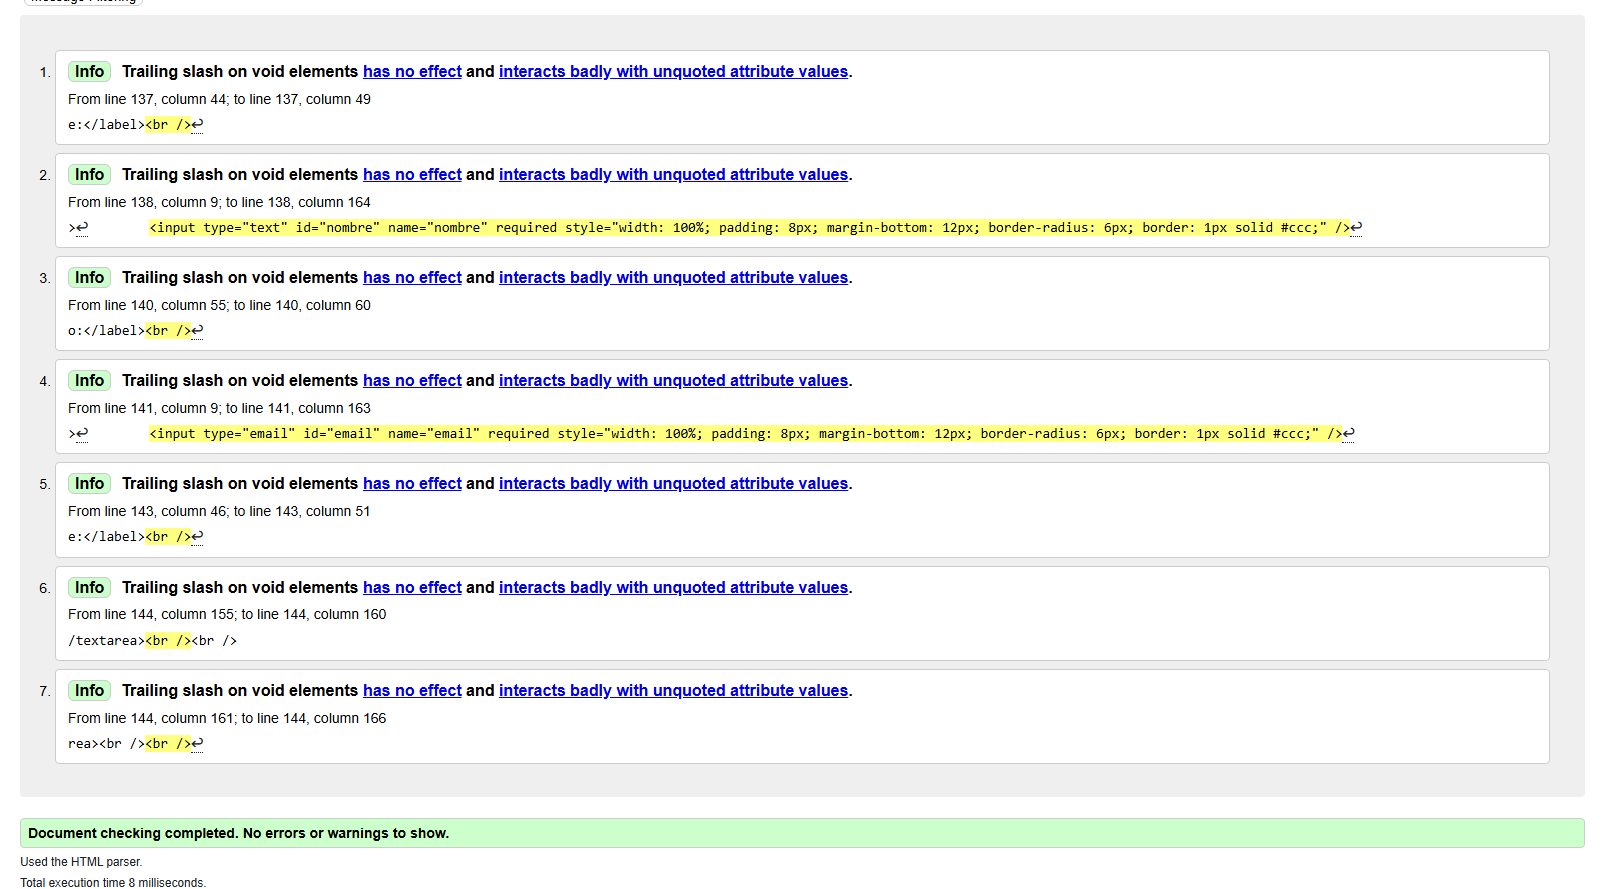 Message Filtering
1. Info Trailing slash on void elements has no effect and interacts badly with unquoted attribute values.
From line 137, column 44; to line 137, column 49
e:</label><br />↩
2. Info Trailing slash on void elements has no effect and interacts badly with unquoted attribute values.
From line 138, column 9; to line 138, column 164
>↩ <input type="text" id="nombre" name="nombre" required style="width: 100%; padding: 8px; margin-bottom: 12px; border-radius: 6px; border: 1px solid #ccc;" />↩
3. Info Trailing slash on void elements has no effect and interacts badly with unquoted attribute values.
From line 140, column 55; to line 140, column 60
o:</label><br />↩
4. Info Trailing slash on void elements has no effect and interacts badly with unquoted attribute values.
From line 141, column 9; to line 141, column 163
>↩ <input type="email" id="email" name="email" required style="width: 100%; padding: 8px; margin-bottom: 12px; border-radius: 6px; border: 1px solid #ccc;" />↩
5. Info Trailing slash on void elements has no effect and interacts badly with unquoted attribute values.
From line 143, column 46; to line 143, column 51
e:</label><br />↩
6. Info Trailing slash on void elements has no effect and interacts badly with unquoted attribute values.
From line 144, column 155; to line 144, column 160
/textarea><br /><br />
7. Info Trailing slash on void elements has no effect and interacts badly with unquoted attribute values.
From line 144, column 161; to line 144, column 166
rea><br /><br />↩
Document checking completed. No errors or warnings to show.
Used the HTML parser.
Total execution time 8 milliseconds.